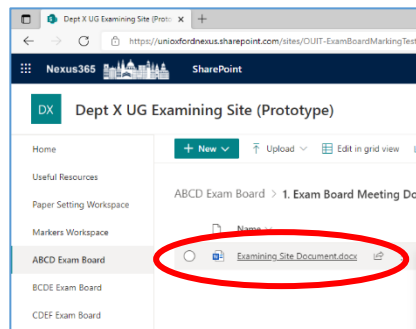 Dept X UG Examining Site (Proto
https://unioxfordnexus.sharepoint.com/sites/OUIT-ExamBoardMarkingTest
Nexus365 SharePoint
DX Dept X UG Examining Site (Prototype)
Home
+ New Upload Edit in grid view
Useful Resources
Paper Setting Workspace
ABCD Exam Board > 1. Exam Board Meeting Do
Markers Workspace
Name
ABCD Exam Board
Examining Site Document.docx
BCDE Exam Board
CDEF Exam Board